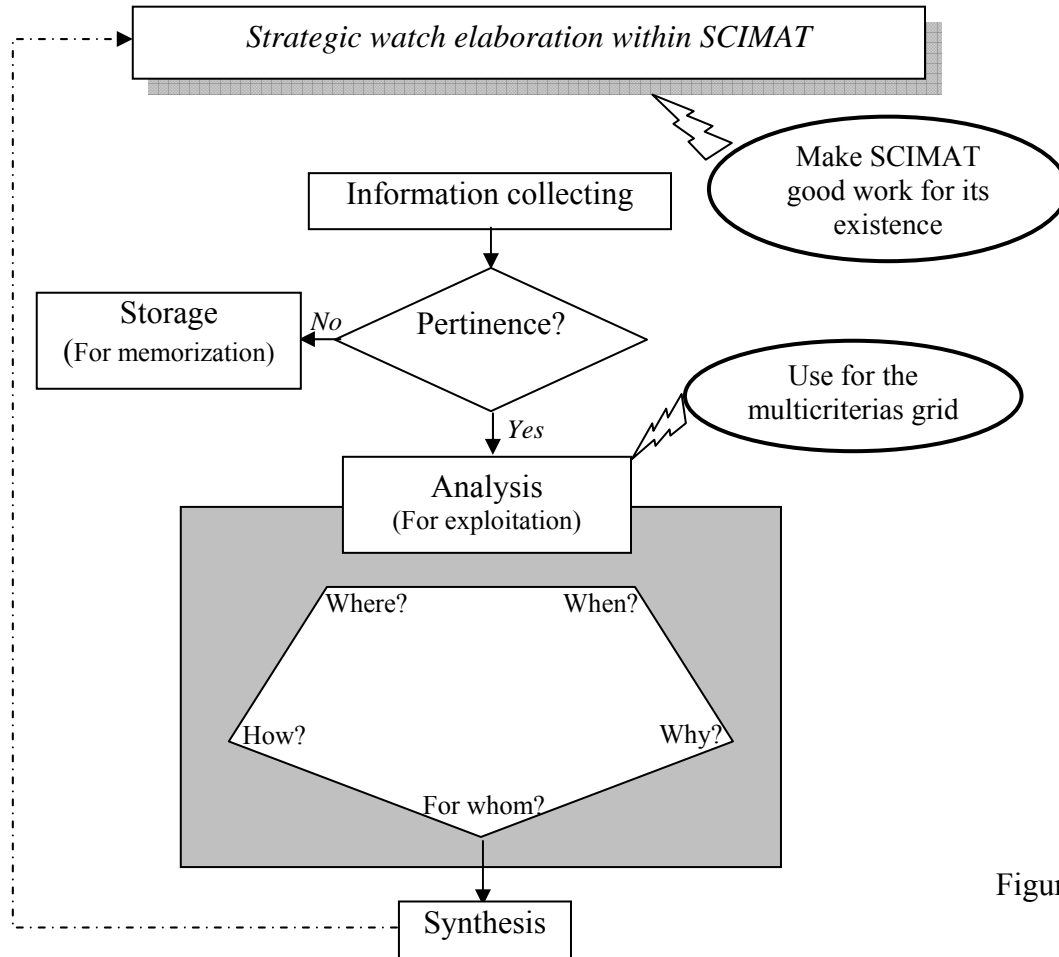 Strategic watch elaboration within SCIMAT
Make SCIMAT
good work for its
existence
Information collecting
Pertinence?
No
Storage
(For memorization)
Yes
Use for the
multicriterias grid
Analysis
(For exploitation)
Where?
When?
How?
Why?
For whom?
Synthesis